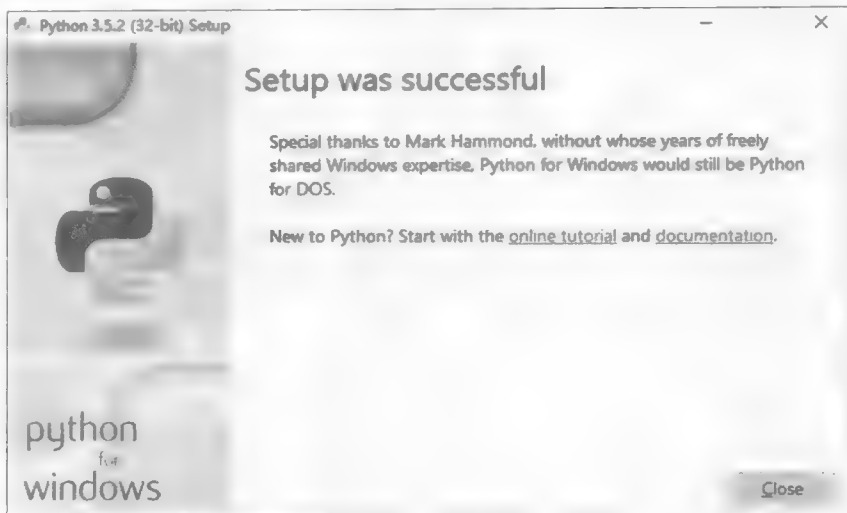 Python 3.5.2 (32-bit) Setup
Setup was successful
Special thanks to Mark Hammond, without whose years of freely
shared Windows expertise, Python for Windows would still be Python
for DOS.
New to Python? Start with the online tutorial and documentation.
python
for
windows
Close